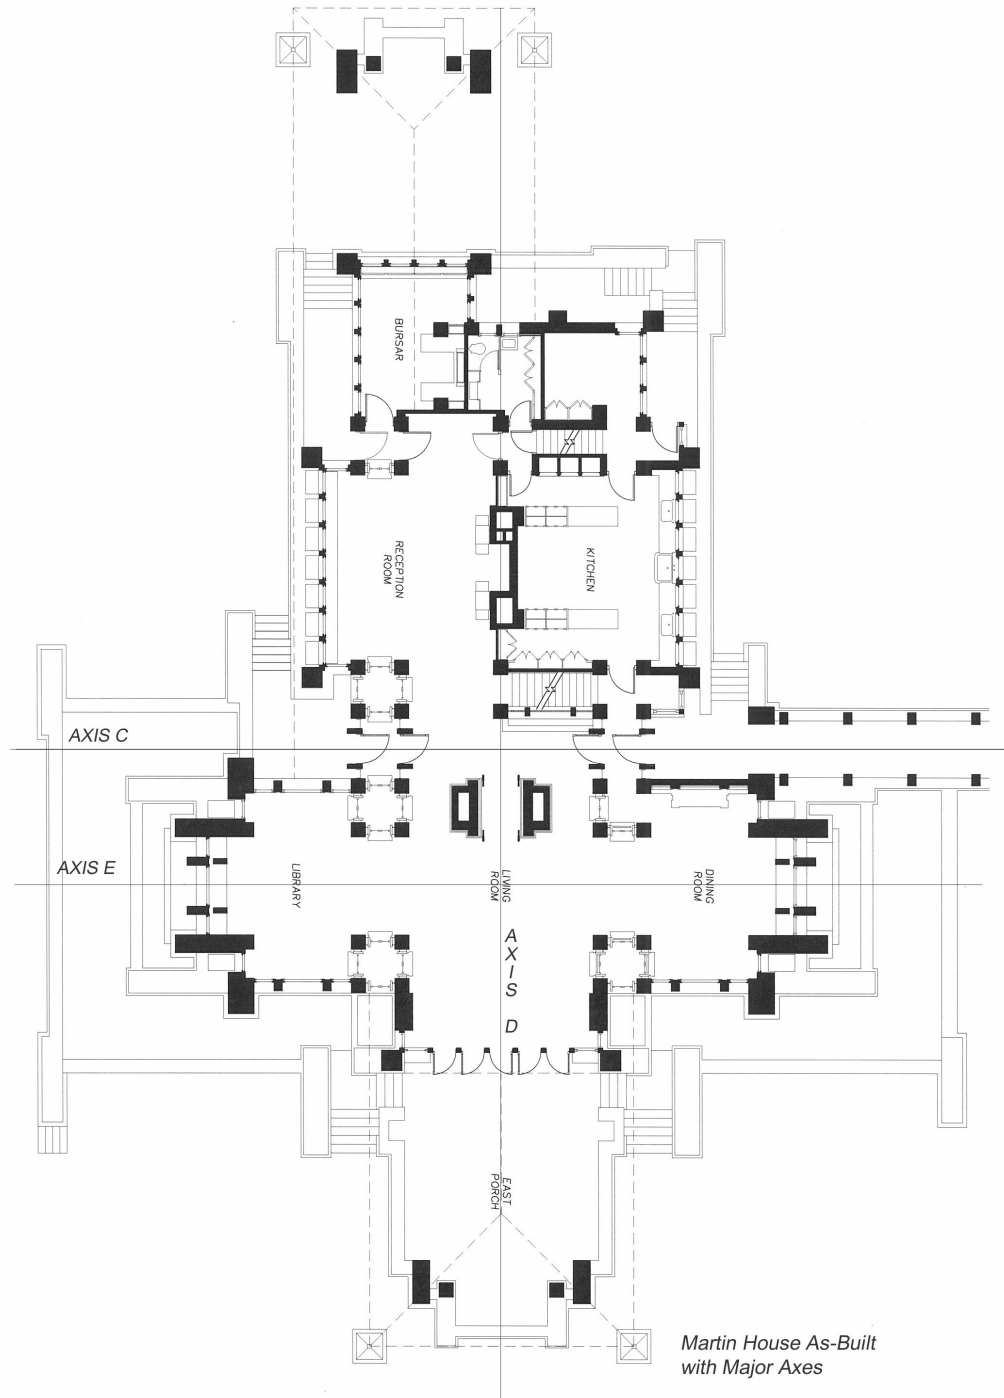 BURSAR
RECEPTION
ROOM
KITCHEN
AXIS C
AXIS E
LIBRARY
LIVING
ROOM
DINING
ROOM
AXIS D
EAST
PORCH
Martin House As-Built
with Major Axes